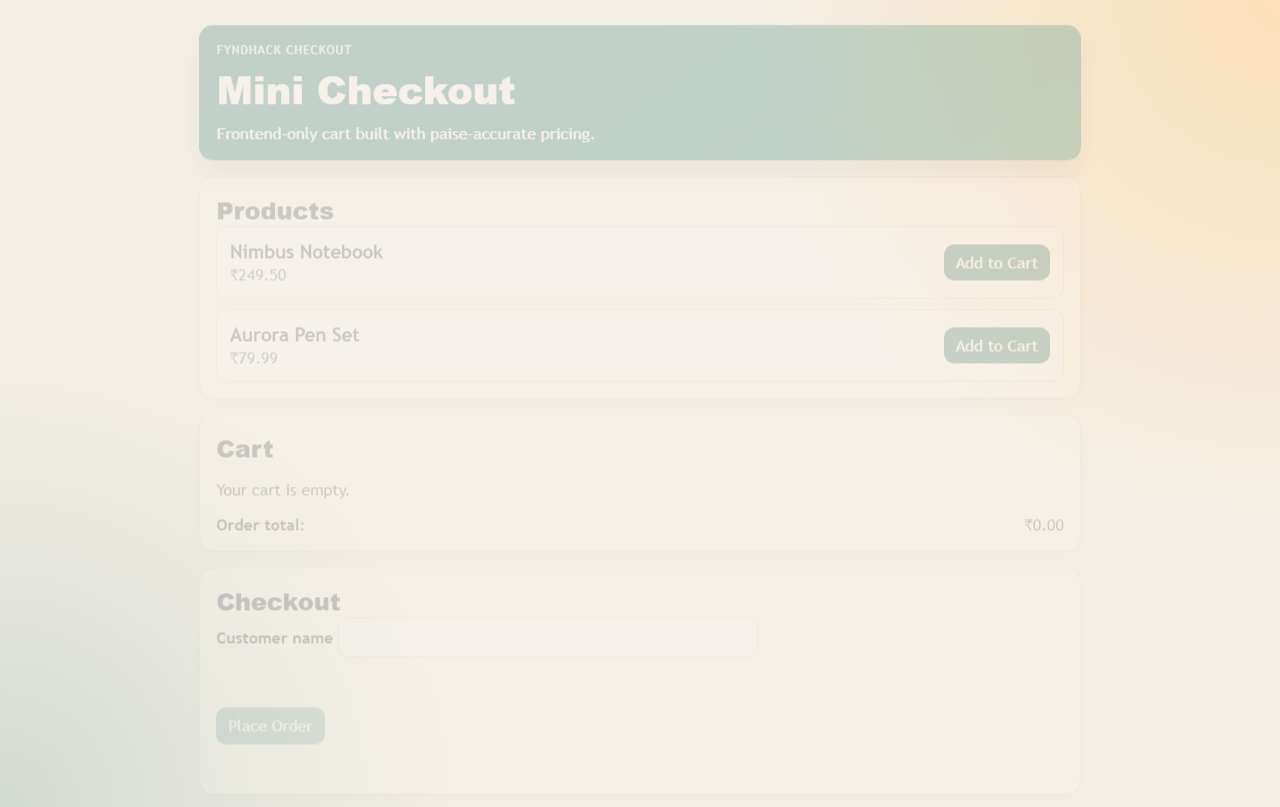 FYNDHACK CHECKOUT
Mini Checkout
Frontend-only cart built with paise-accurate pricing.
Products
Nimbus Notebook
₹249.50
Add to Cart
Aurora Pen Set
₹79.99
Add to Cart
Cart
Your cart is empty.
Order total: ₹0.00
Checkout
Customer name
Place Order